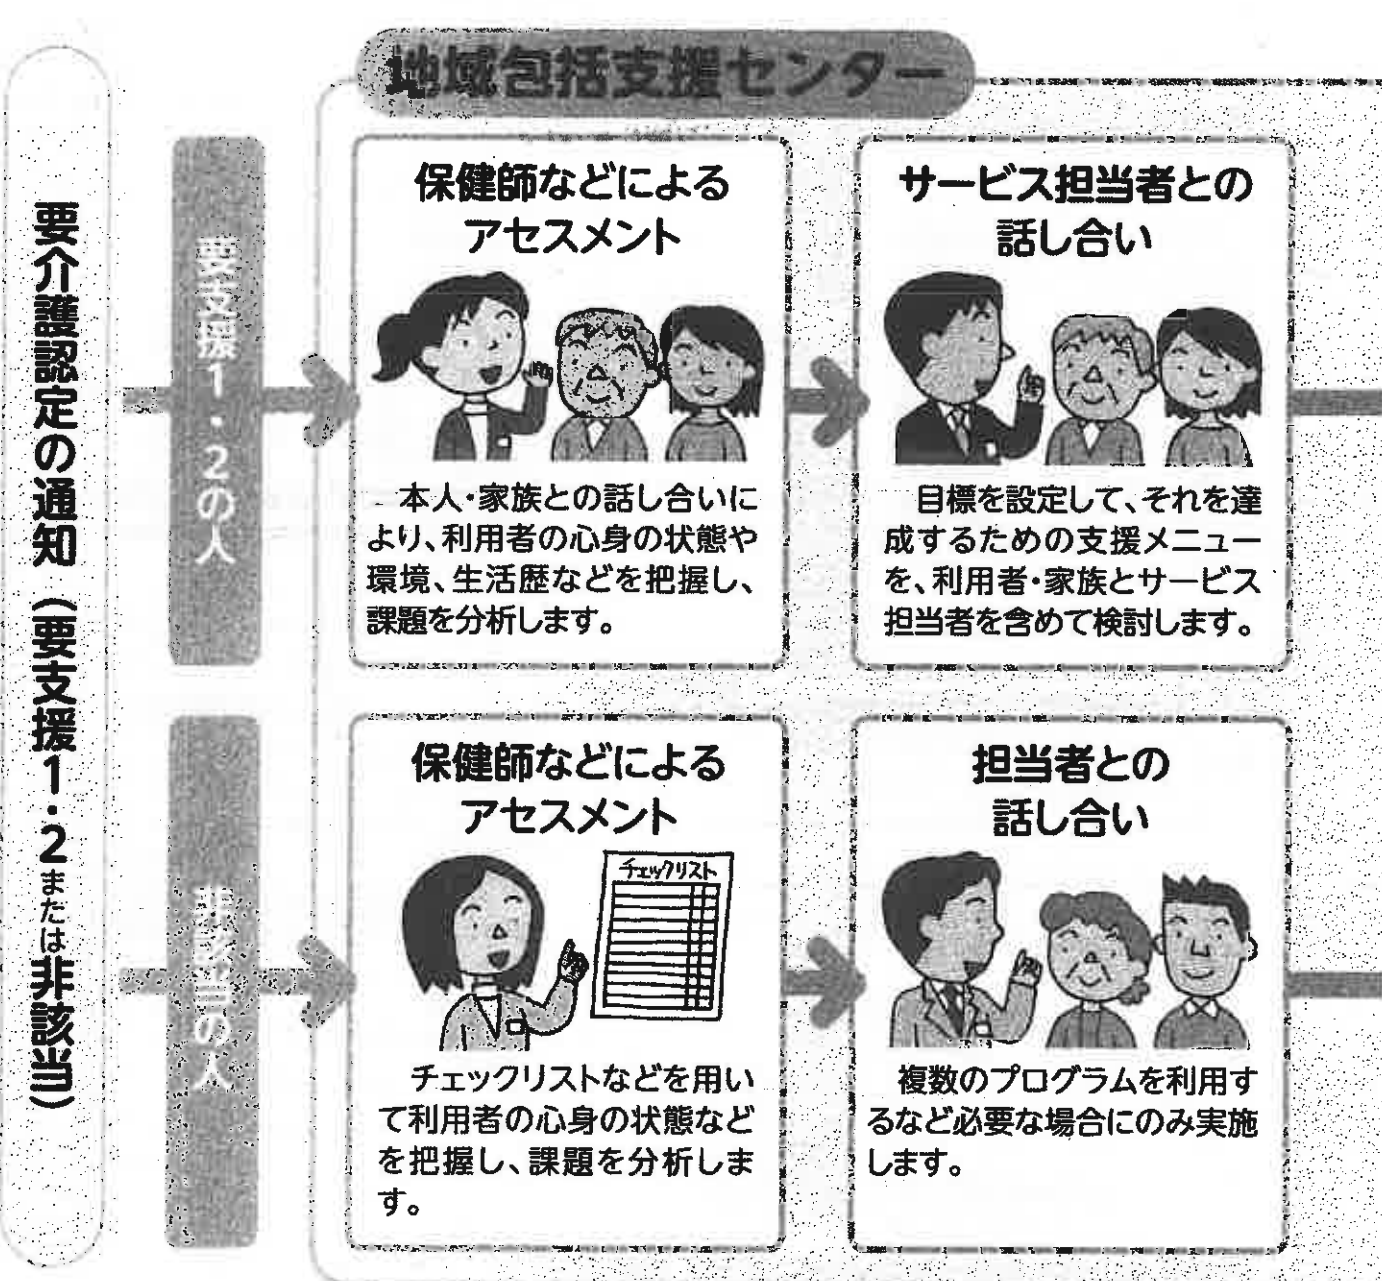 地域包括支援センター
要介護認定の通知（要支援1・2または非該当）
要支援1・2の人
保健師などによる
アセスメント
本人・家族との話し合いに
より、利用者の心身の状態や
環境、生活歴などを把握し、
課題を分析します。
サービス担当者との
話し合い
目標を設定して、それを達
成するための支援メニュー
を、利用者・家族とサービス
担当者を含めて検討します。
非該当の人
保健師などによる
アセスメント
チェックリスト
チェックリストなどを用い
て利用者の心身の状態など
を把握し、課題を分析しま
す。
担当者との
話し合い
複数のプログラムを利用す
るなど必要な場合にのみ実施
します。